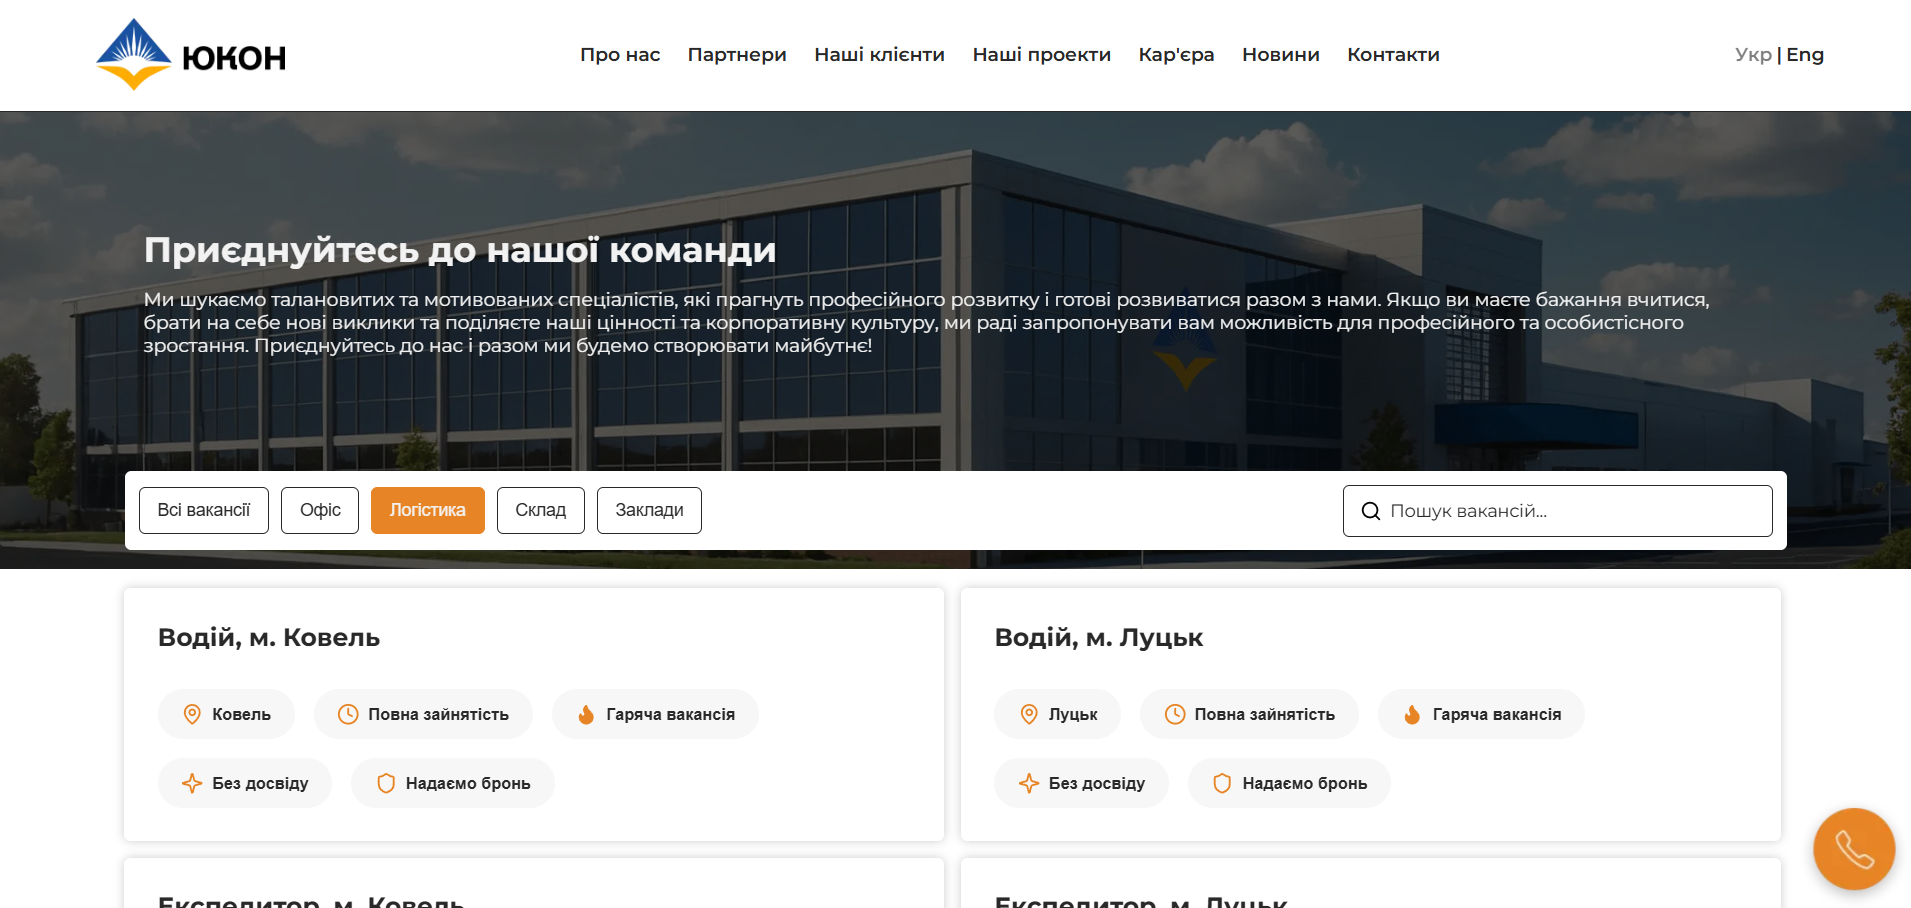 ЮКОН
Про нас Партнери Наші клієнти Наші проекти Кар'єра Новини Контакти
Укр | Eng
Приєднуйтесь до нашої команди
Ми шукаємо талановитих та мотивованих спеціалістів, які прагнуть професійного розвитку і готові розвиватися разом з нами. Якщо ви маєте бажання вчитися,
брати на себе нові виклики та поділяєте наші цінності та корпоративну культуру, ми раді запропонувати вам можливість для професійного та особистісного
зростання. Приєднуйтесь до нас і разом ми будемо створювати майбутнє!
Всі вакансії Офіс Логістика Склад Заклади
Пошук вакансій...
Водій, м. Ковель
Ковель Повна зайнятість Гаряча вакансія
Без досвіду Надаємо бронь
Водій, м. Луцьк
Луцьк Повна зайнятість Гаряча вакансія
Без досвіду Надаємо бронь
Експедитор, м. Ковель
Експедитор, м. Луцьк